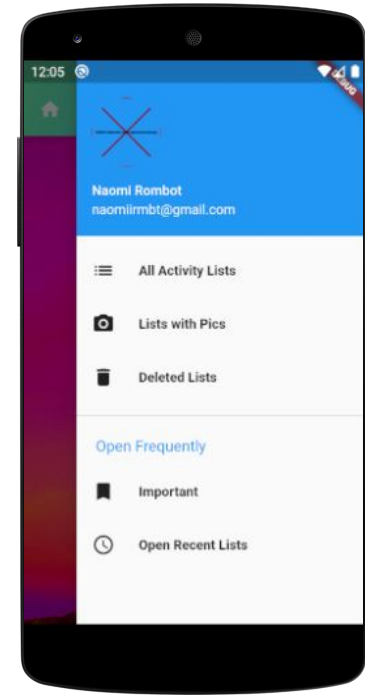 12:05
Naomi Rombot
naomiirmbt@gmail.com
All Activity Lists
Lists with Pics
Deleted Lists
Open Frequently
Important
Open Recent Lists